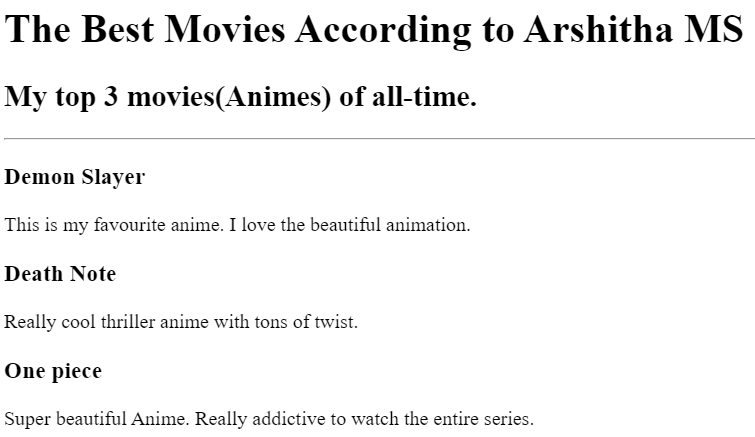 The Best Movies According to Arshitha MS
My top 3 movies(Animes) of all-time.
Demon Slayer
This is my favourite anime. I love the beautiful animation.
Death Note
Really cool thriller anime with tons of twist.
One piece
Super beautiful Anime. Really addictive to watch the entire series.